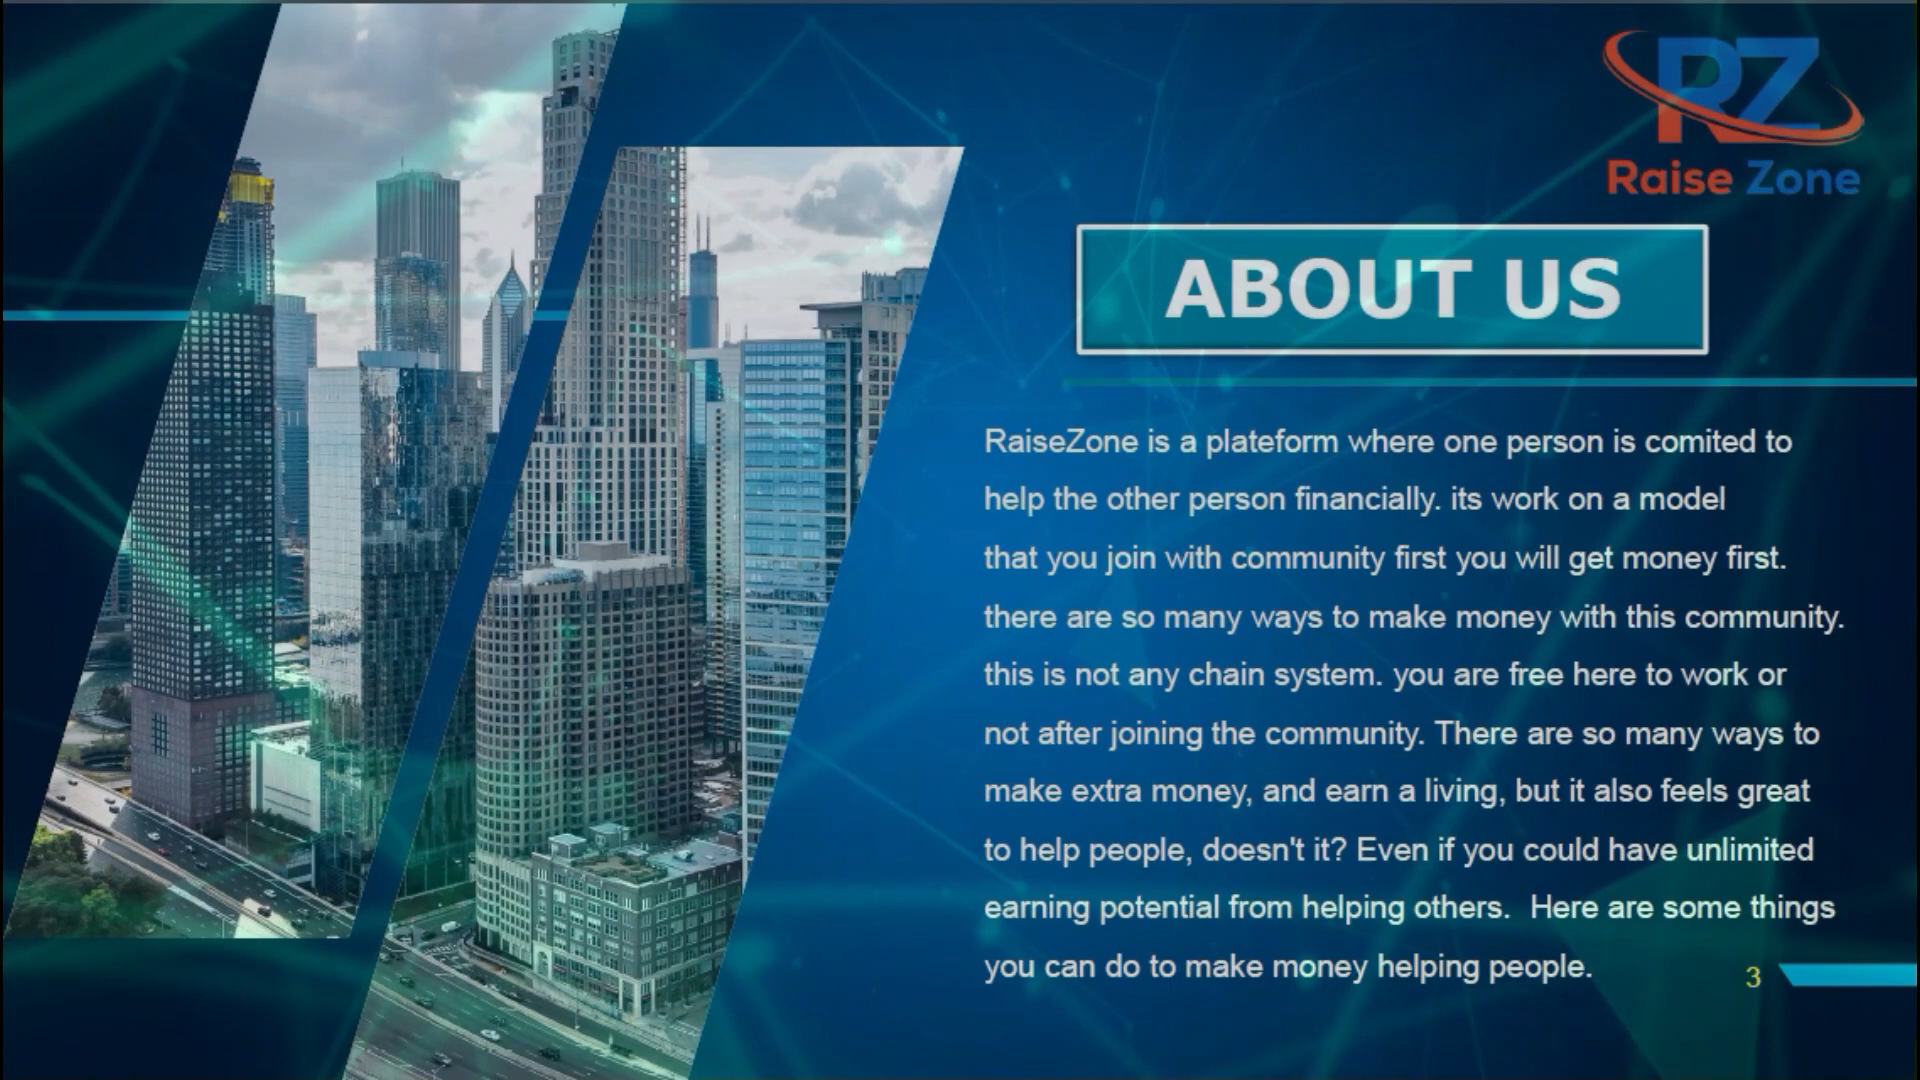 RZ
Raise Zone
ABOUT US
RaiseZone is a plateform where one person is comited to
help the other person financially. its work on a model
that you join with community first you will get money first.
there are so many ways to make money with this community.
this is not any chain system. you are free here to work or
not after joining the community. There are so many ways to
make extra money, and earn a living, but it also feels great
to help people, doesn't it? Even if you could have unlimited
earning potential from helping others.  Here are some things
you can do to make money helping people.
3